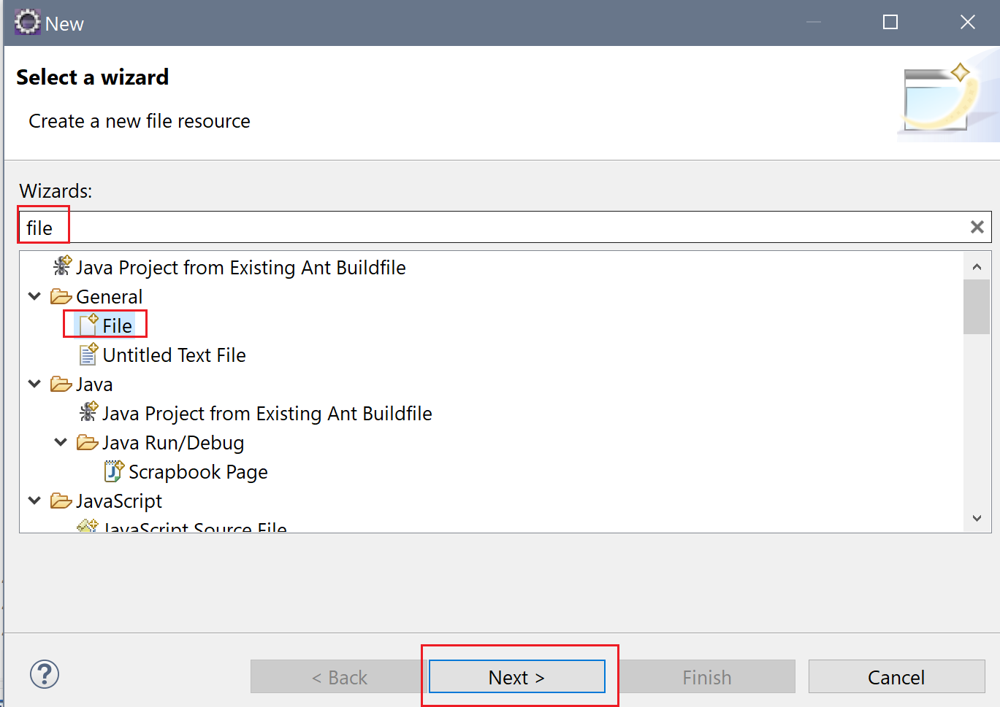 New
Select a wizard
Create a new file resource
Wizards:
file
Java Project from Existing Ant Buildfile
General
File
Untitled Text File
Java
Java Project from Existing Ant Buildfile
Java Run/Debug
Scrapbook Page
JavaScript
JavaScript Source File
< Back Next > Finish Cancel